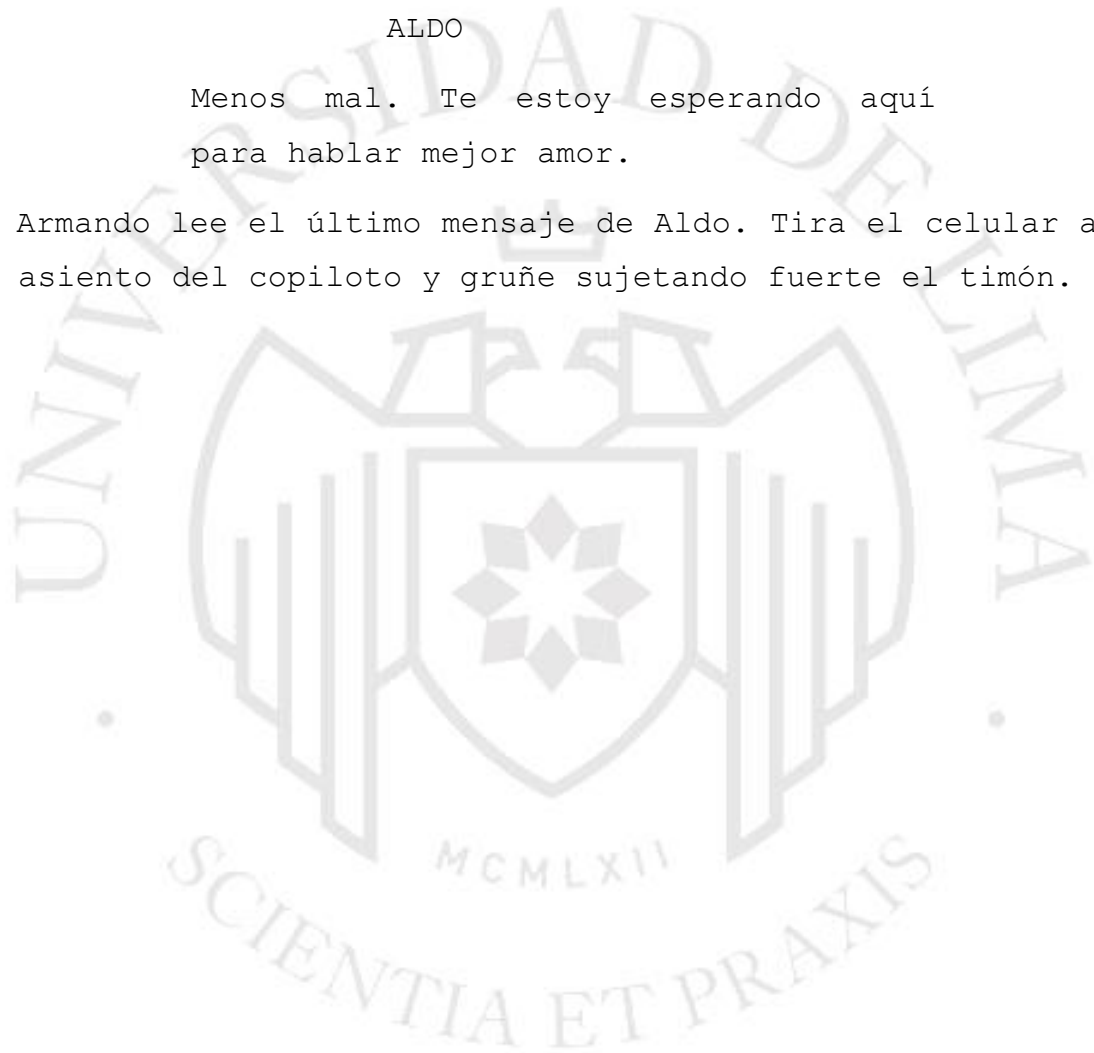 ALDO
Menos mal. Te estoy esperando aquí
para hablar mejor amor.
Armando lee el último mensaje de Aldo. Tira el celular a
asiento del copiloto y gruñe sujetando fuerte el timón.
UNIVERSIDAD DE LIMA
MCMLXII
SCIENTIA ET PRAXIS